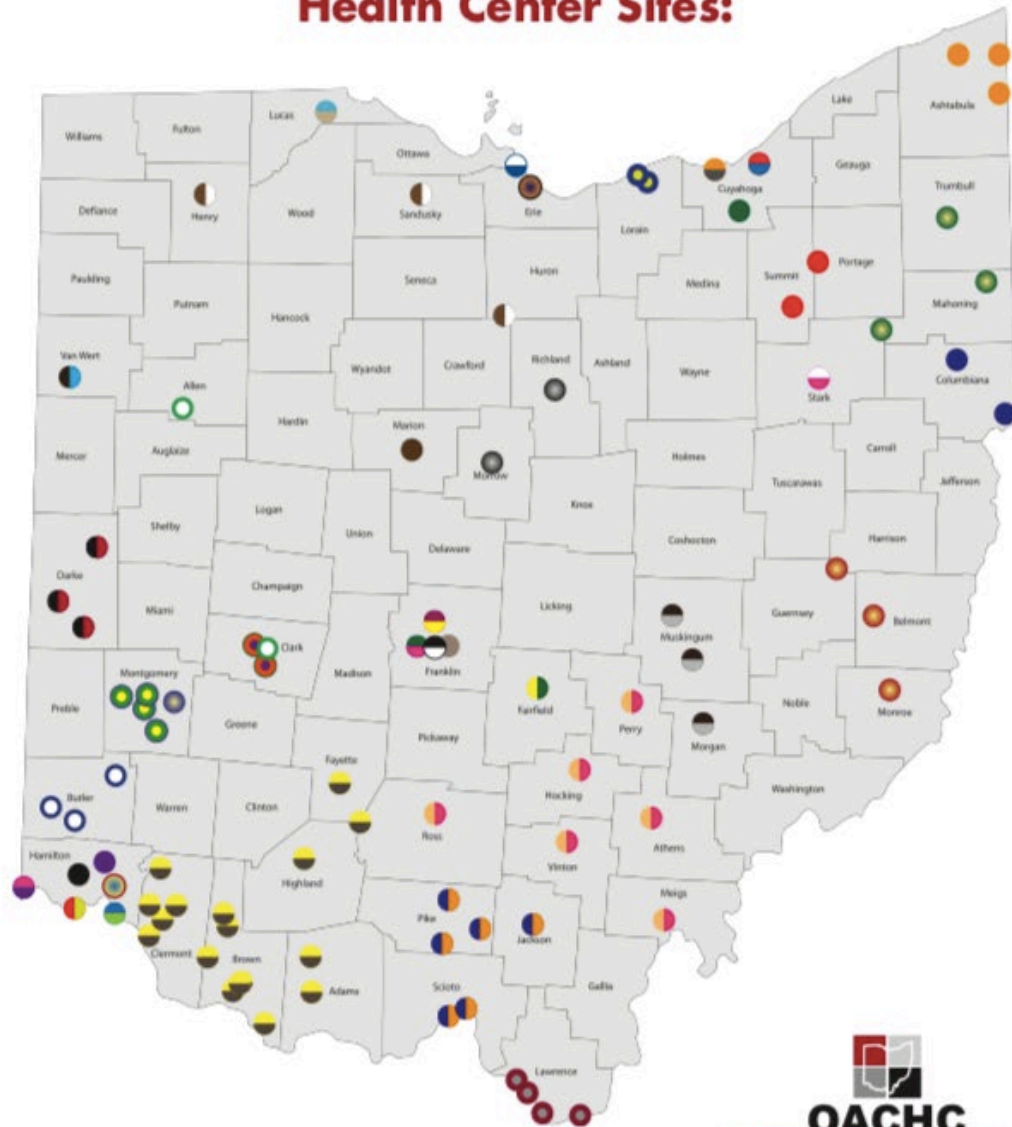 Health Center Sites:
Lake
Ashtabula
Lucas
Williams
Fulton
Ottawa
Geauga
Cuyahoga
Trumbull
Defiance
Henry
Wood
Sandusky
Erie
Lorain
Paulding
Putnam
Seneca
Huron
Medina
Summit
Portage
Mahoning
Hancock
Van Wert
Allen
Wyandot
Crawford
Richland
Ashland
Wayne
Stark
Columbiana
Mercer
Auglaize
Hardin
Marion
Morrow
Holmes
Carroll
Tuscarawas
Jefferson
Shelby
Logan
Union
Knox
Delaware
Coshocton
Harrison
Darke
Miami
Champaign
Licking
Guernsey
Belmont
Muskingum
Clark
Franklin
Madison
Montgomery
Preble
Greene
Fairfield
Perry
Noble
Monroe
Pickaway
Morgan
Fayette
Butler
Warren
Clinton
Hocking
Washington
Ross
Athens
Hamilton
Highland
Vinton
Meigs
Pike
Jackson
Clermont
Brown
Adams
Scioto
Gallia
Lawrence
OACHC